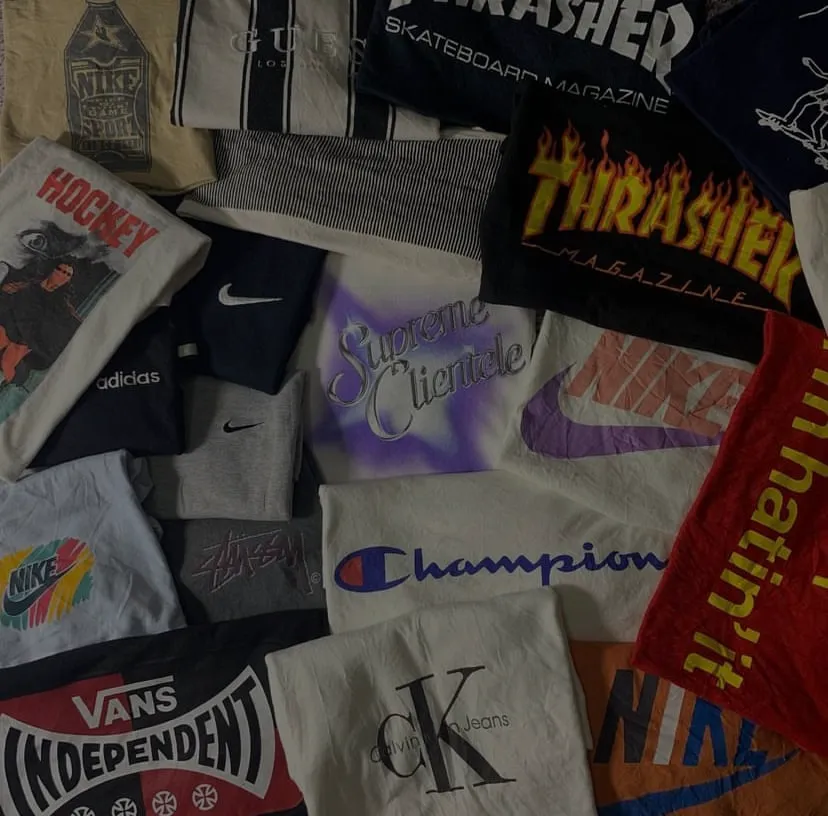 NIKE
SPORT
GUESS
THRASHER
SKATEBOARD MAGAZINE
THRASHER
MAGAZINE
HOCKEY
adidas
Supreme
Clientele
NIKE
I'm hatin' it
NIKE
STÜSSY
©
Champion
VANS
INDEPENDENT
cK
Calvin Klein Jeans
NIKE